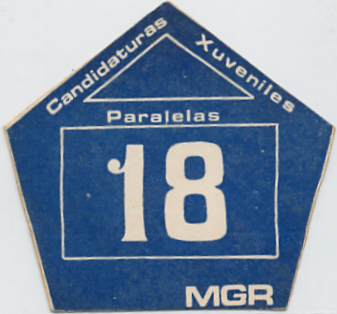 Candidaturas
Xuveniles
Paralelas
18
MGR